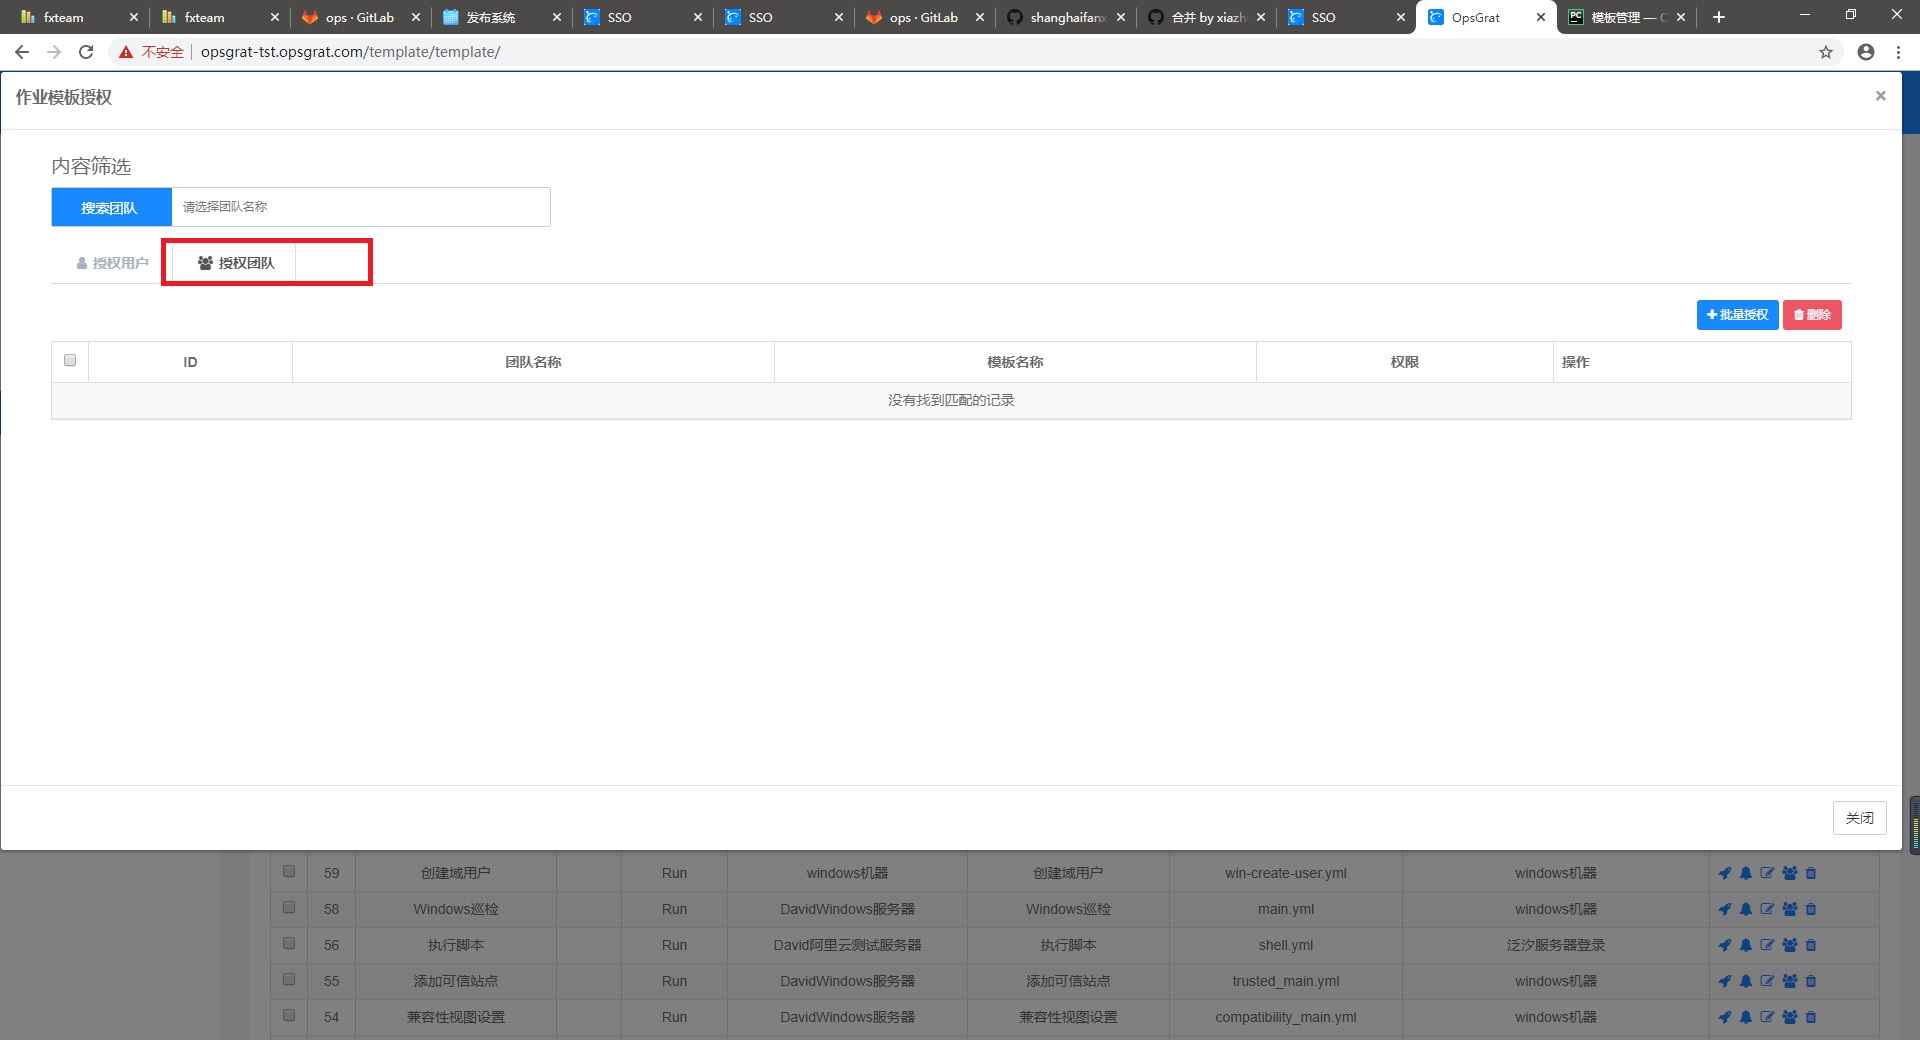 fxteam
fxteam
ops · GitLab
发布系统
SSO
SSO
ops · GitLab
shanghaifanx
合并 by xiazh
SSO
OpsGrat
模板管理 —
不安全 opsgrat-tst.opsgrat.com/template/template/
作业模板授权
×
内容筛选
搜索团队 请选择团队名称
授权用户 授权团队
批量授权 删除
ID 团队名称 模板名称 权限 操作
没有找到匹配的记录
关闭
59 创建域用户 Run windows机器 创建域用户 win-create-user.yml windows机器
58 Windows巡检 Run DavidWindows服务器 Windows巡检 main.yml windows机器
56 执行脚本 Run David阿里云测试服务器 执行脚本 shell.yml 泛汐服务器登录
55 添加可信站点 Run DavidWindows服务器 添加可信站点 trusted_main.yml windows机器
54 兼容性视图设置 Run DavidWindows服务器 兼容性视图设置 compatibility_main.yml windows机器